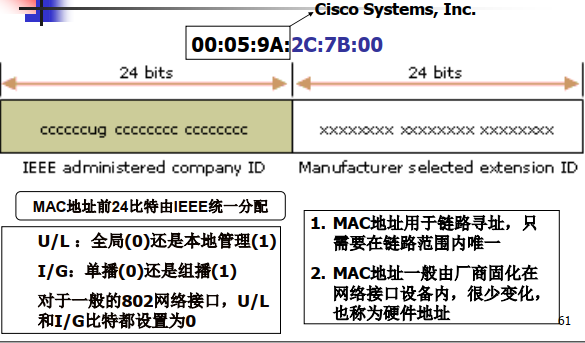 Cisco Systems, Inc.
00:05:9A:2C:7B:00
24 bits 24 bits
ccccccug cccccccc cccccccc xxxxxxxx xxxxxxxx xxxxxxxx
IEEE administered company ID Manufacturer selected extension ID
MAC地址前24比特由IEEE统一分配
U/L ：全局(0)还是本地管理(1)
I/G：单播(0)还是组播(1)
对于一般的802网络接口，U/L
和I/G比特都设置为0
1. MAC地址用于链路寻址，只
需要在链路范围内唯一
2. MAC地址一般由厂商固化在
网络接口设备内，很少变化，
也称为硬件地址
61